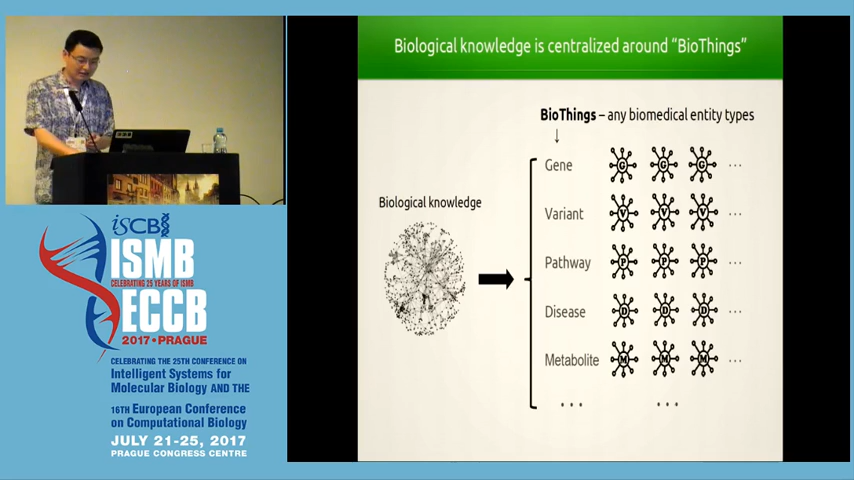 Biological knowledge is centralized around “BioThings”
BioThings – any biomedical entity types
Biological knowledge
Gene
G G G ...
Variant
V V V ...
Pathway
P P P ...
Disease
D D D ...
Metabolite
M M M ...
... ...
iSCB
ISMB
CELEBRATING 25 YEARS OF ISMB
ECCB
2017 • PRAGUE
CELEBRATING THE 25TH CONFERENCE ON
Intelligent Systems for
Molecular Biology AND THE
16TH European Conference
on Computational Biology
JULY 21-25, 2017
PRAGUE CONGRESS CENTRE